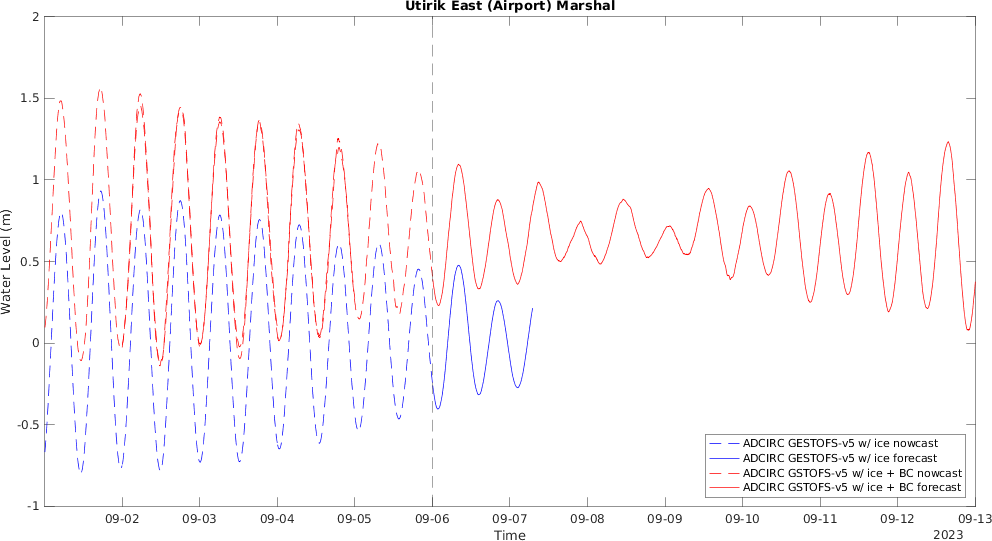 Utirik East (Airport) Marshal
2
1.5
1
0.5
0
-0.5
-1
Water Level (m)
ADCIRC GESTOFS-v5 w/ ice nowcast
ADCIRC GESTOFS-v5 w/ ice forecast
ADCIRC GSTOFS-v5 w/ ice + BC nowcast
ADCIRC GSTOFS-v5 w/ ice + BC forecast
09-02 09-03 09-04 09-05 09-06 09-07 09-08 09-09 09-10 09-11 09-12 09-13
Time
2023